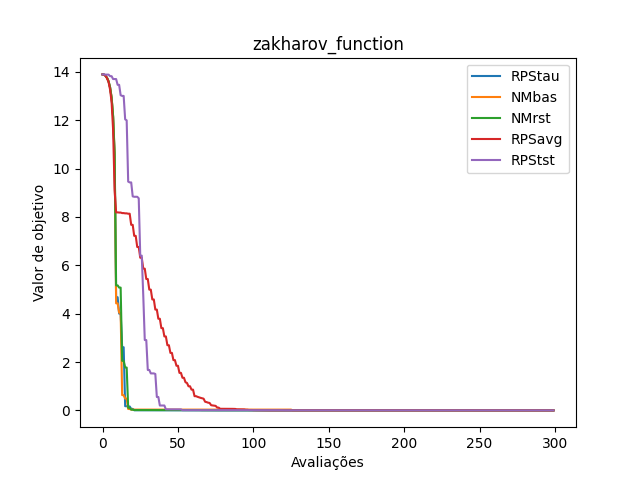 zakharov_function
RPStau
NMbas
NMrst
RPSavg
RPStst
Valor de objetivo
14
12
10
8
6
4
2
0
0 50 100 150 200 250 300
Avaliações